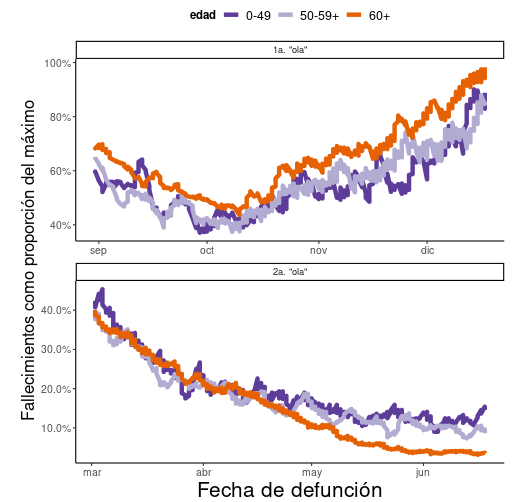 edad 0-49 50-59+ 60+
1a. "ola"
100%
80%
60%
40%
sep oct nov dic
2a. "ola"
40.0%
30.0%
20.0%
10.0%
mar abr may jun
Fallecimientos como proporción del máximo
Fecha de defunción